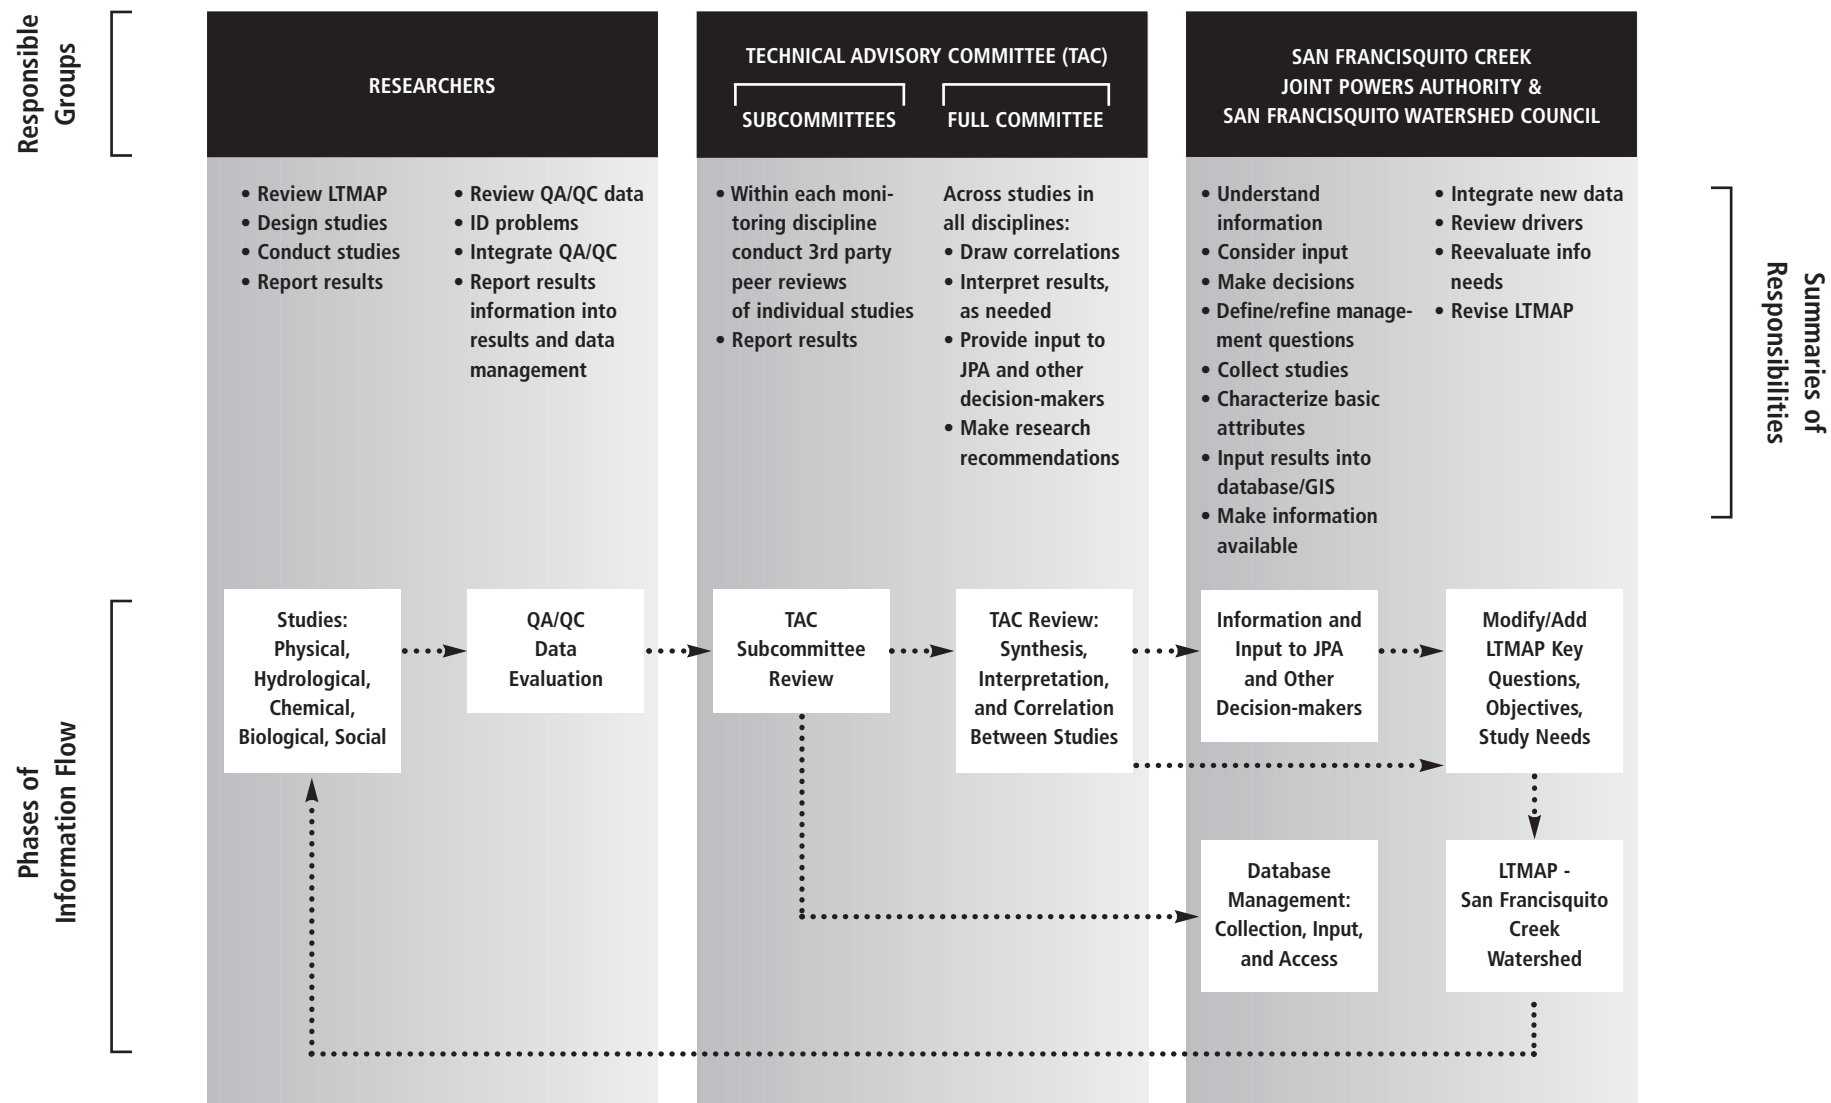 Responsible
Groups
RESEARCHERS
TECHNICAL ADVISORY COMMITTEE (TAC)
SUBCOMMITTEES
FULL COMMITTEE
SAN FRANCISQUITO CREEK
JOINT POWERS AUTHORITY &
SAN FRANCISQUITO WATERSHED COUNCIL
• Review LTMAP
• Design studies
• Conduct studies
• Report results
• Review QA/QC data
• ID problems
• Integrate QA/QC
• Report results
information into
results and data
management
• Within each moni-
toring discipline
conduct 3rd party
peer reviews
of individual studies
• Report results
Across studies in
all disciplines:
• Draw correlations
• Interpret results,
as needed
• Provide input to
JPA and other
decision-makers
• Make research
recommendations
• Understand
information
• Consider input
• Make decisions
• Define/refine manage-
ment questions
• Collect studies
• Characterize basic
attributes
• Input results into
database/GIS
• Make information
available
• Integrate new data
• Review drivers
• Reevaluate info
needs
• Revise LTMAP
Summaries of
Responsibilities
Phases of
Information Flow
Studies:
Physical,
Hydrological,
Chemical,
Biological, Social
QA/QC
Data
Evaluation
TAC
Subcommittee
Review
TAC Review:
Synthesis,
Interpretation,
and Correlation
Between Studies
Information and
Input to JPA
and Other
Decision-makers
Modify/Add
LTMAP Key
Questions,
Objectives,
Study Needs
Database
Management:
Collection, Input,
and Access
LTMAP -
San Francisquito
Creek
Watershed